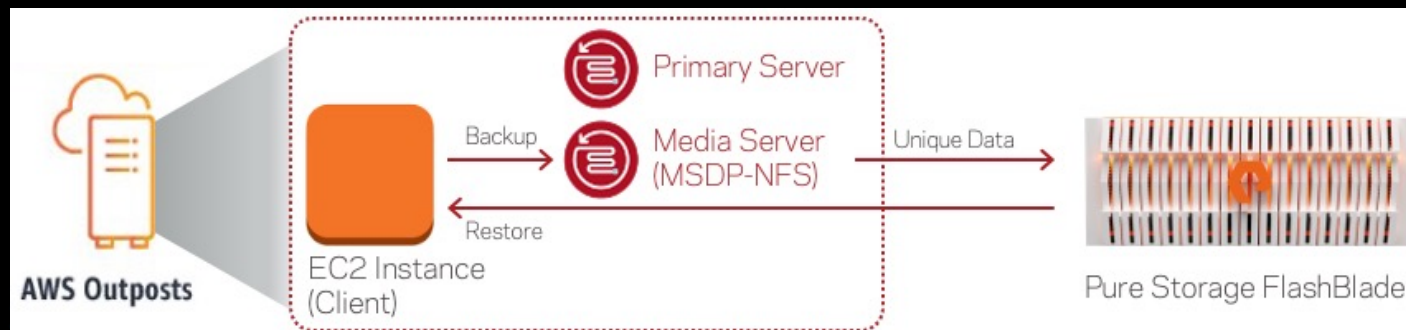 Primary Server
Backup
Media Server
(MSDP-NFS)
Unique Data
Restore
AWS Outposts
EC2 Instance
(Client)
Pure Storage FlashBlade